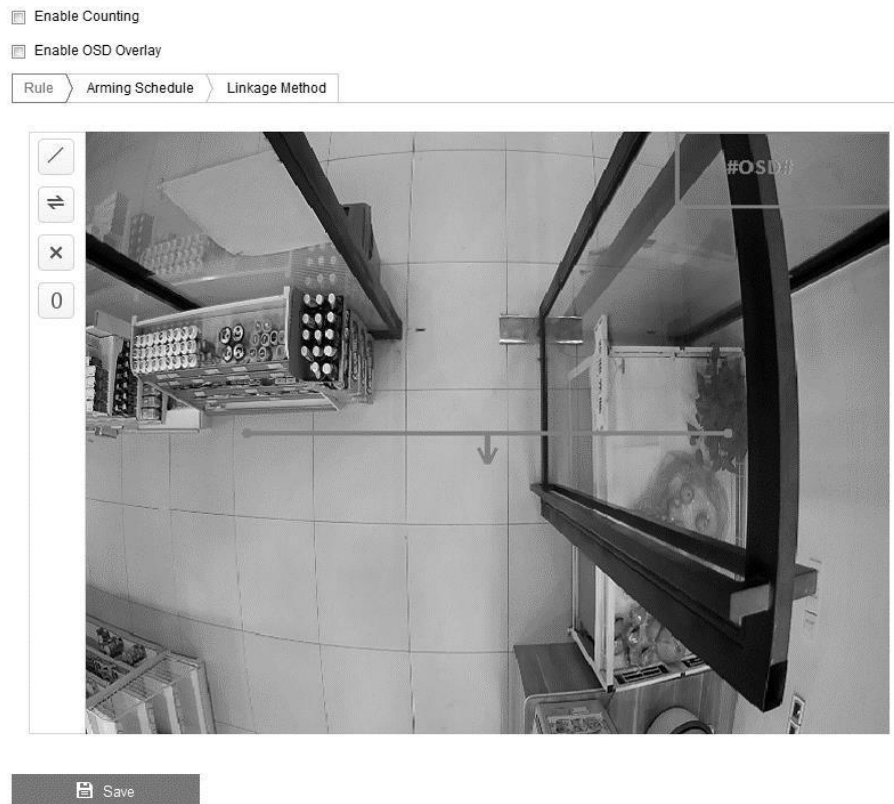 Enable Counting
Enable OSD Overlay
Rule Arming Schedule Linkage Method
#OSD#
0
Save